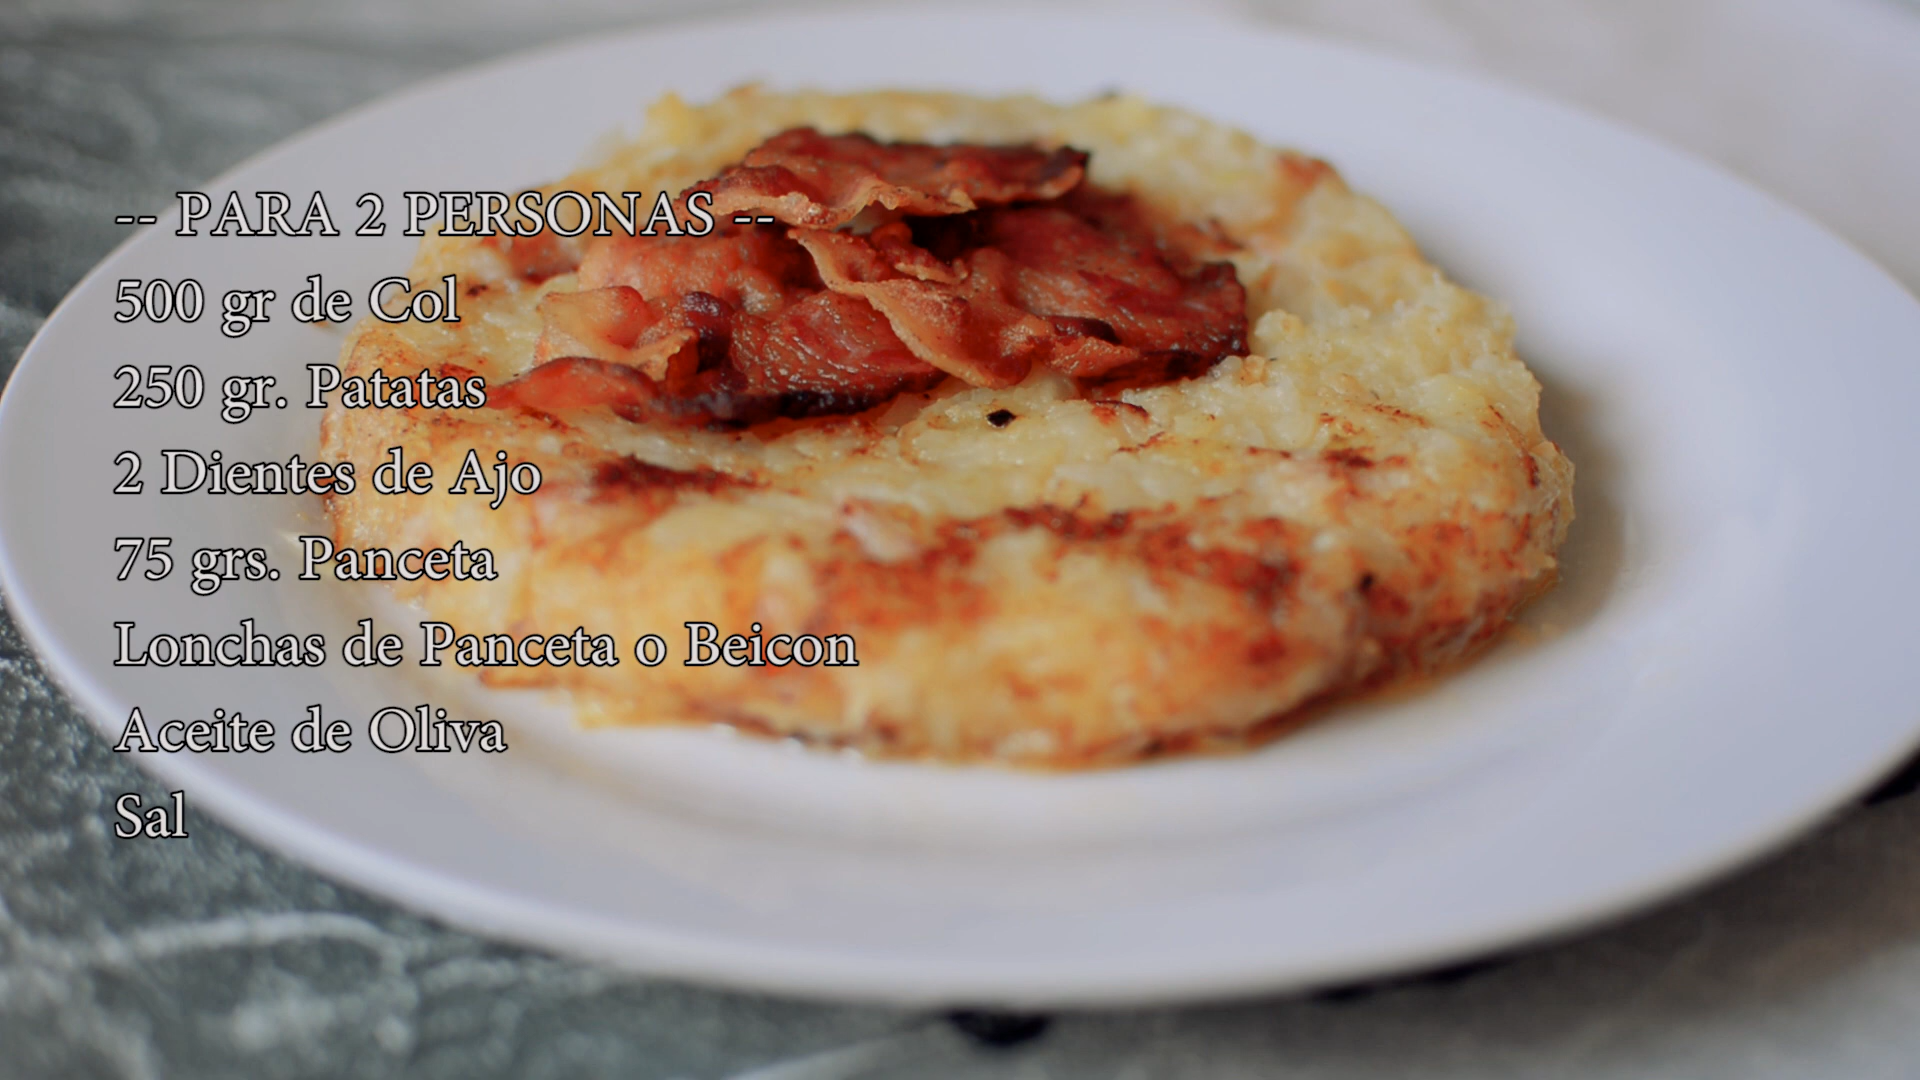 -- PARA 2 PERSONAS --
500 gr de Col
250 gr. Patatas
2 Dientes de Ajo
75 grs. Panceta
Lonchas de Panceta o Beicon
Aceite de Oliva
Sal